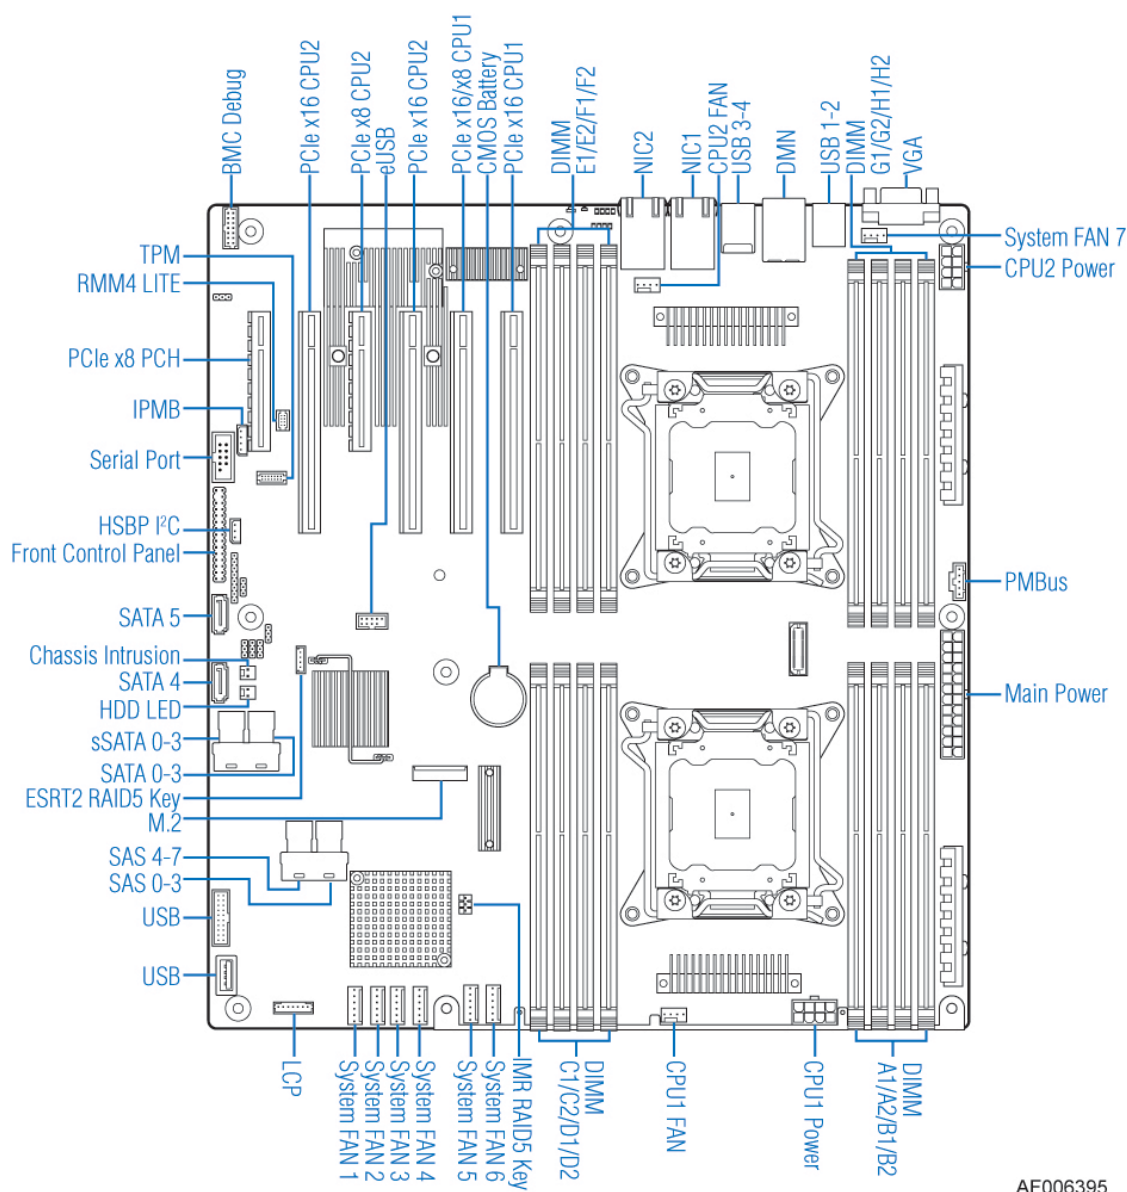 BMC Debug
PCIe x16 CPU2
PCIe x8 CPU2
eUSB
PCIe x16 CPU2
PCIe x16/x8 CPU1
CMOS Battery
PCIe x16 CPU1
DIMM
E1/E2/F1/F2
NIC2
NIC1
CPU2 FAN
USB 3-4
DMN
USB 1-2
DIMM
G1/G2/H1/H2
VGA
System FAN 7
CPU2 Power
PMBus
Main Power
TPM
RMM4 LITE
PCIe x8 PCH
IPMB
Serial Port
HSBP I²C
Front Control Panel
SATA 5
Chassis Intrusion
SATA 4
HDD LED
sSATA 0-3
SATA 0-3
ESRT2 RAID5 Key
M.2
SAS 4-7
SAS 0-3
USB
USB
LCP
System FAN 1
System FAN 2
System FAN 3
System FAN 4
System FAN 5
System FAN 6
IMR RAID5 Key
DIMM
C1/C2/D1/D2
CPU1 FAN
CPU1 Power
DIMM
A1/A2/B1/B2
AF006395